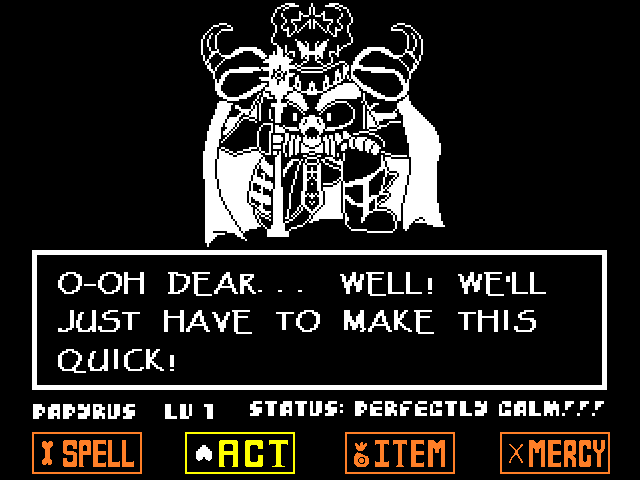 O-OH DEAR... WELL! WE'LL
JUST HAVE TO MAKE THIS
QUICK!
PAPYRUS LV 1 STATUS: PERFECTLY CALM!!!
SPELL ACT ITEM MERCY